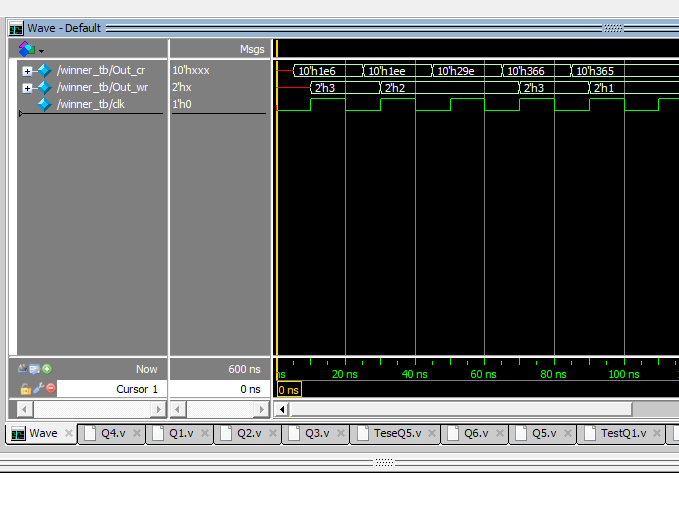 Wave - Default
Msgs
/winner_tb/Out_cr 10'hxxx 10'h1e6 10'h1ee 10'h29e 10'h366 10'h365
/winner_tb/Out_wr 2'hx 2'h3 2'h2 2'h3 2'h1
/winner_tb/clk 1'h0
Now 600 ns ns 20 ns 40 ns 60 ns 80 ns 100 ns
Cursor 1 0 ns 0 ns
Wave Q4.v Q1.v Q2.v Q3.v TeseQ5.v Q6.v Q5.v TestQ1.v